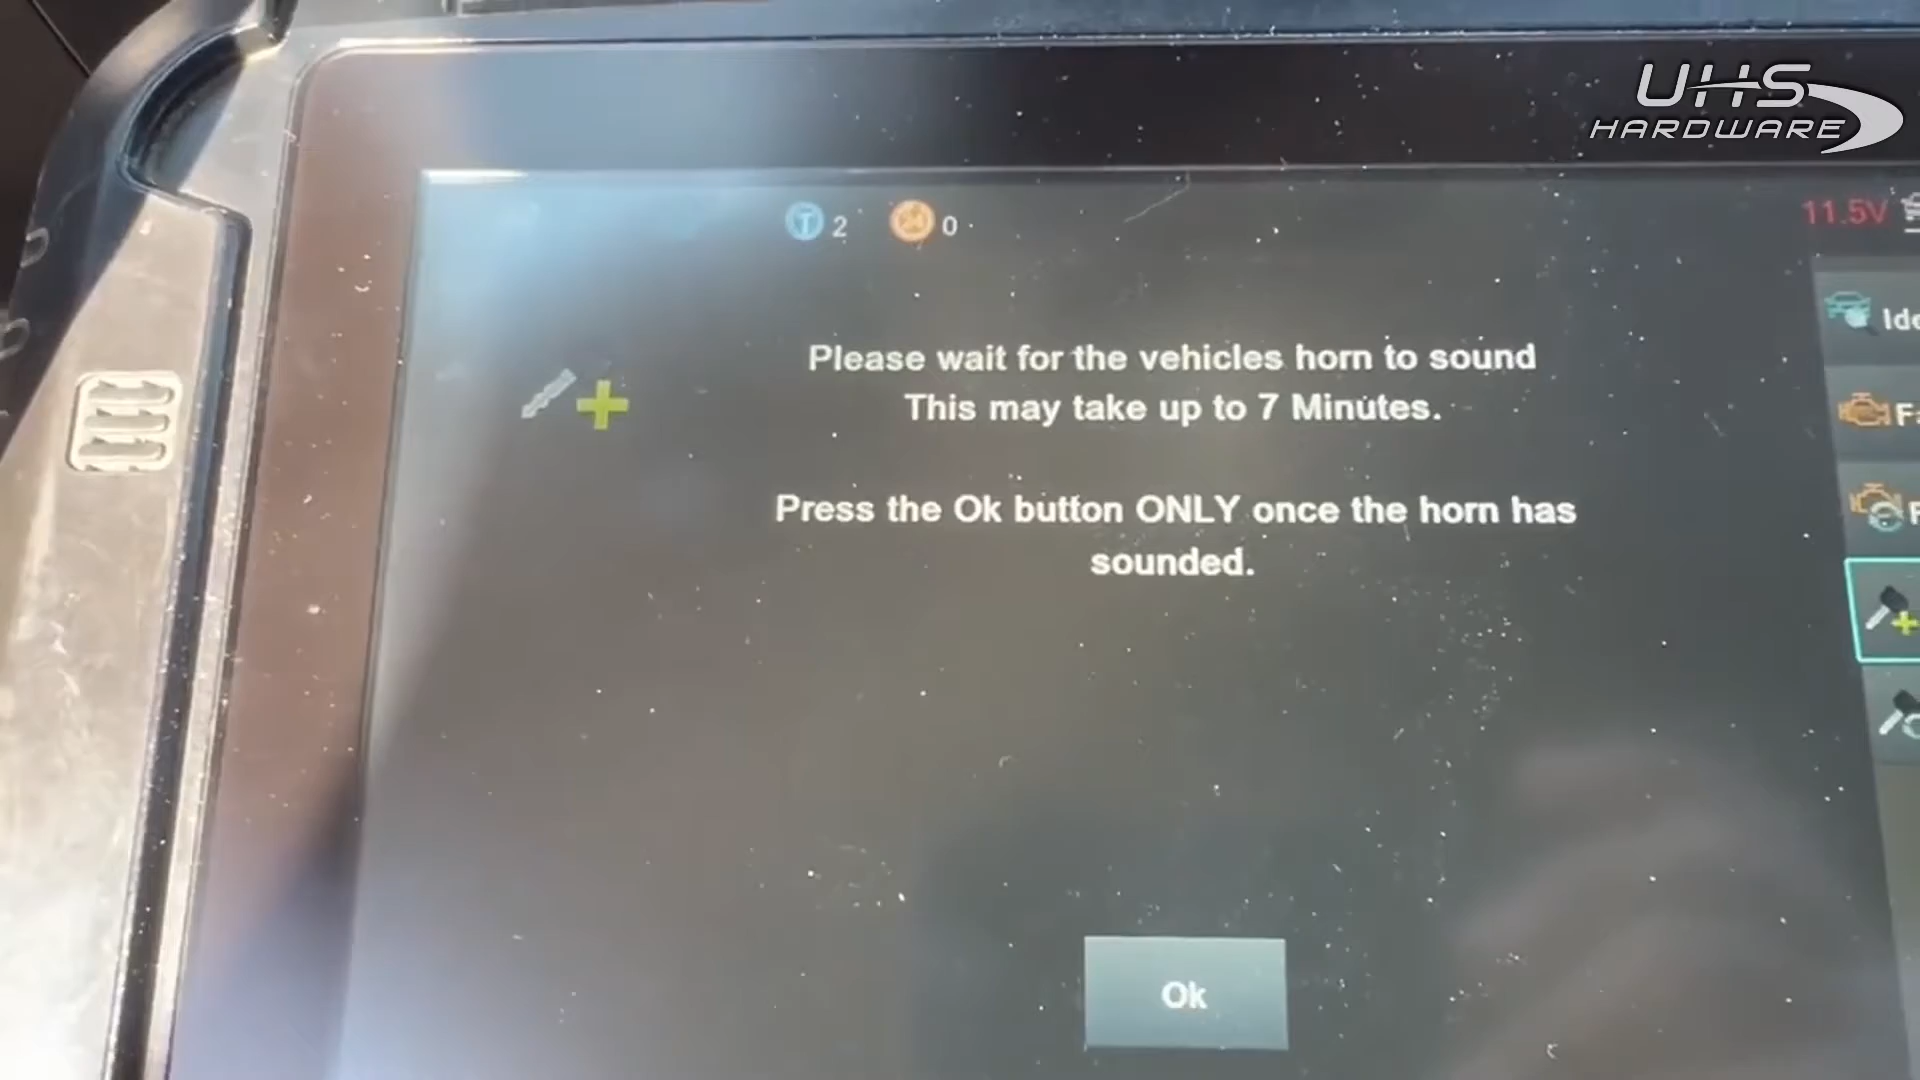 UHS
HARDWARE
2 0
11.5V
Please wait for the vehicles horn to sound
This may take up to 7 Minutes.
Press the Ok button ONLY once the horn has
sounded.
Ok